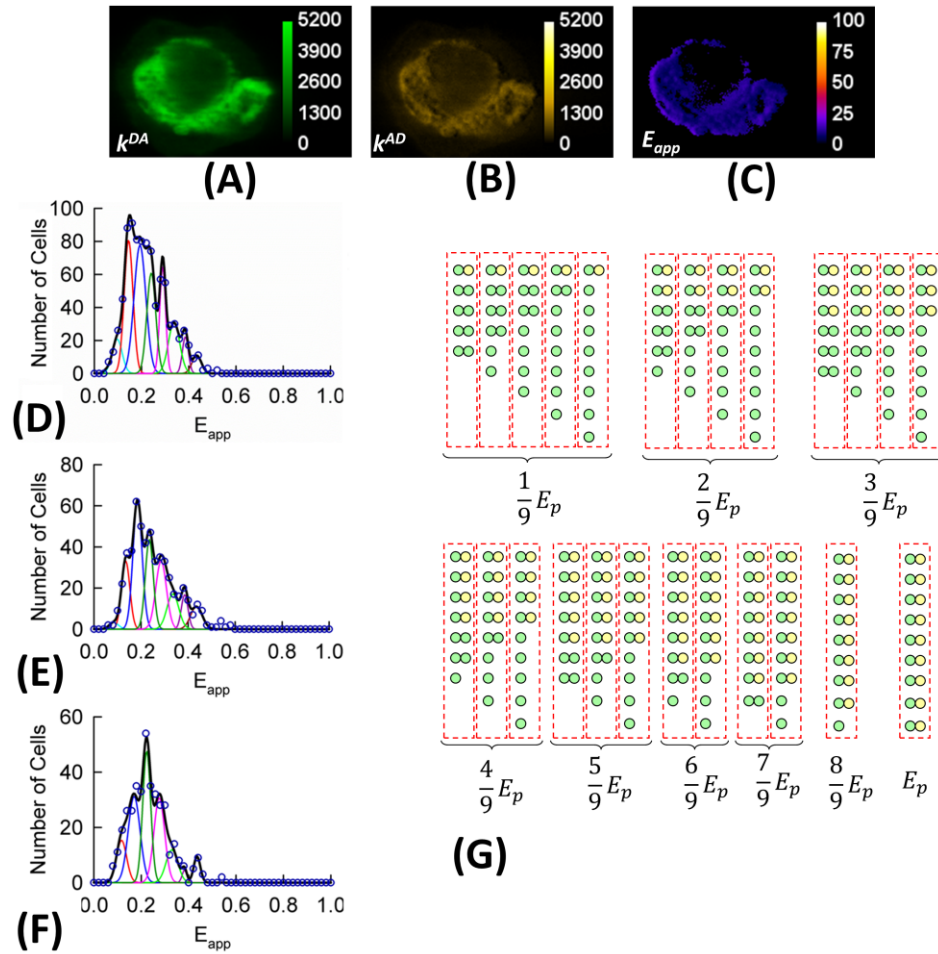 5200
3900
2600
1300
0
k^DA
(A)
5200
3900
2600
1300
0
k^AD
(B)
100
75
50
25
0
E_app
(C)
100
80
60
40
20
0
Number of Cells
0.0 0.2 0.4 0.6 0.8 1.0
E_app
(D)
80
60
40
20
0
Number of Cells
0.0 0.2 0.4 0.6 0.8 1.0
E_app
(E)
60
40
20
0
Number of Cells
0.0 0.2 0.4 0.6 0.8 1.0
E_app
(F)
1/9 E_p
2/9 E_p
3/9 E_p
4/9 E_p
5/9 E_p
6/9 E_p
7/9 E_p
8/9 E_p
E_p
(G)